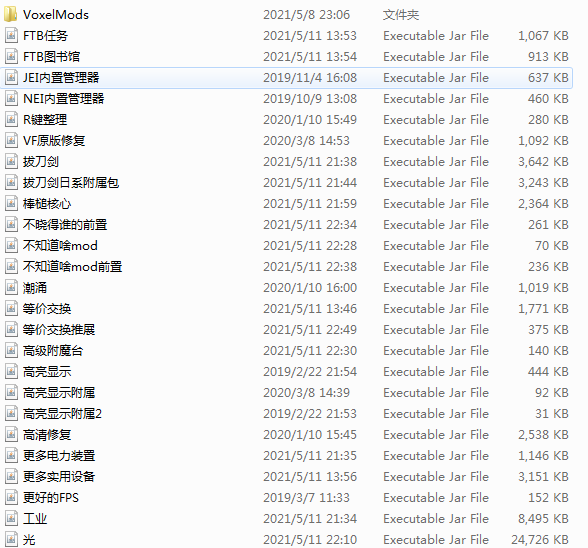 VoxelMods 2021/5/8 23:06 文件夹
FTB任务 2021/5/11 13:53 Executable Jar File 1,067 KB
FTB图书馆 2021/5/11 13:54 Executable Jar File 913 KB
JEI内置管理器 2019/11/4 16:08 Executable Jar File 637 KB
NEI内置管理器 2019/10/9 13:08 Executable Jar File 460 KB
R键整理 2020/1/10 15:49 Executable Jar File 280 KB
VF原版修复 2020/3/8 14:53 Executable Jar File 1,092 KB
拔刀剑 2021/5/11 21:38 Executable Jar File 3,642 KB
拔刀剑日系附属包 2021/5/11 21:44 Executable Jar File 3,243 KB
棒槌核心 2021/5/11 21:59 Executable Jar File 2,364 KB
不晓得谁的前置 2021/5/11 22:34 Executable Jar File 261 KB
不知道啥mod 2021/5/11 22:28 Executable Jar File 70 KB
不知道啥mod前置 2021/5/11 22:38 Executable Jar File 236 KB
潮涌 2020/1/10 16:00 Executable Jar File 1,019 KB
等价交换 2021/5/11 13:46 Executable Jar File 1,771 KB
等价交换推展 2021/5/11 22:49 Executable Jar File 375 KB
高级附魔台 2021/5/11 22:30 Executable Jar File 140 KB
高亮显示 2019/2/22 21:54 Executable Jar File 444 KB
高亮显示附属 2020/3/8 14:39 Executable Jar File 92 KB
高亮显示附属2 2019/2/22 21:53 Executable Jar File 31 KB
高清修复 2020/1/10 15:45 Executable Jar File 2,538 KB
更多电力装置 2021/5/11 21:35 Executable Jar File 1,146 KB
更多实用设备 2021/5/11 13:56 Executable Jar File 3,151 KB
更好的FPS 2019/3/7 11:33 Executable Jar File 152 KB
工业 2021/5/11 21:34 Executable Jar File 8,495 KB
光 2021/5/11 22:10 Executable Jar File 24,726 KB